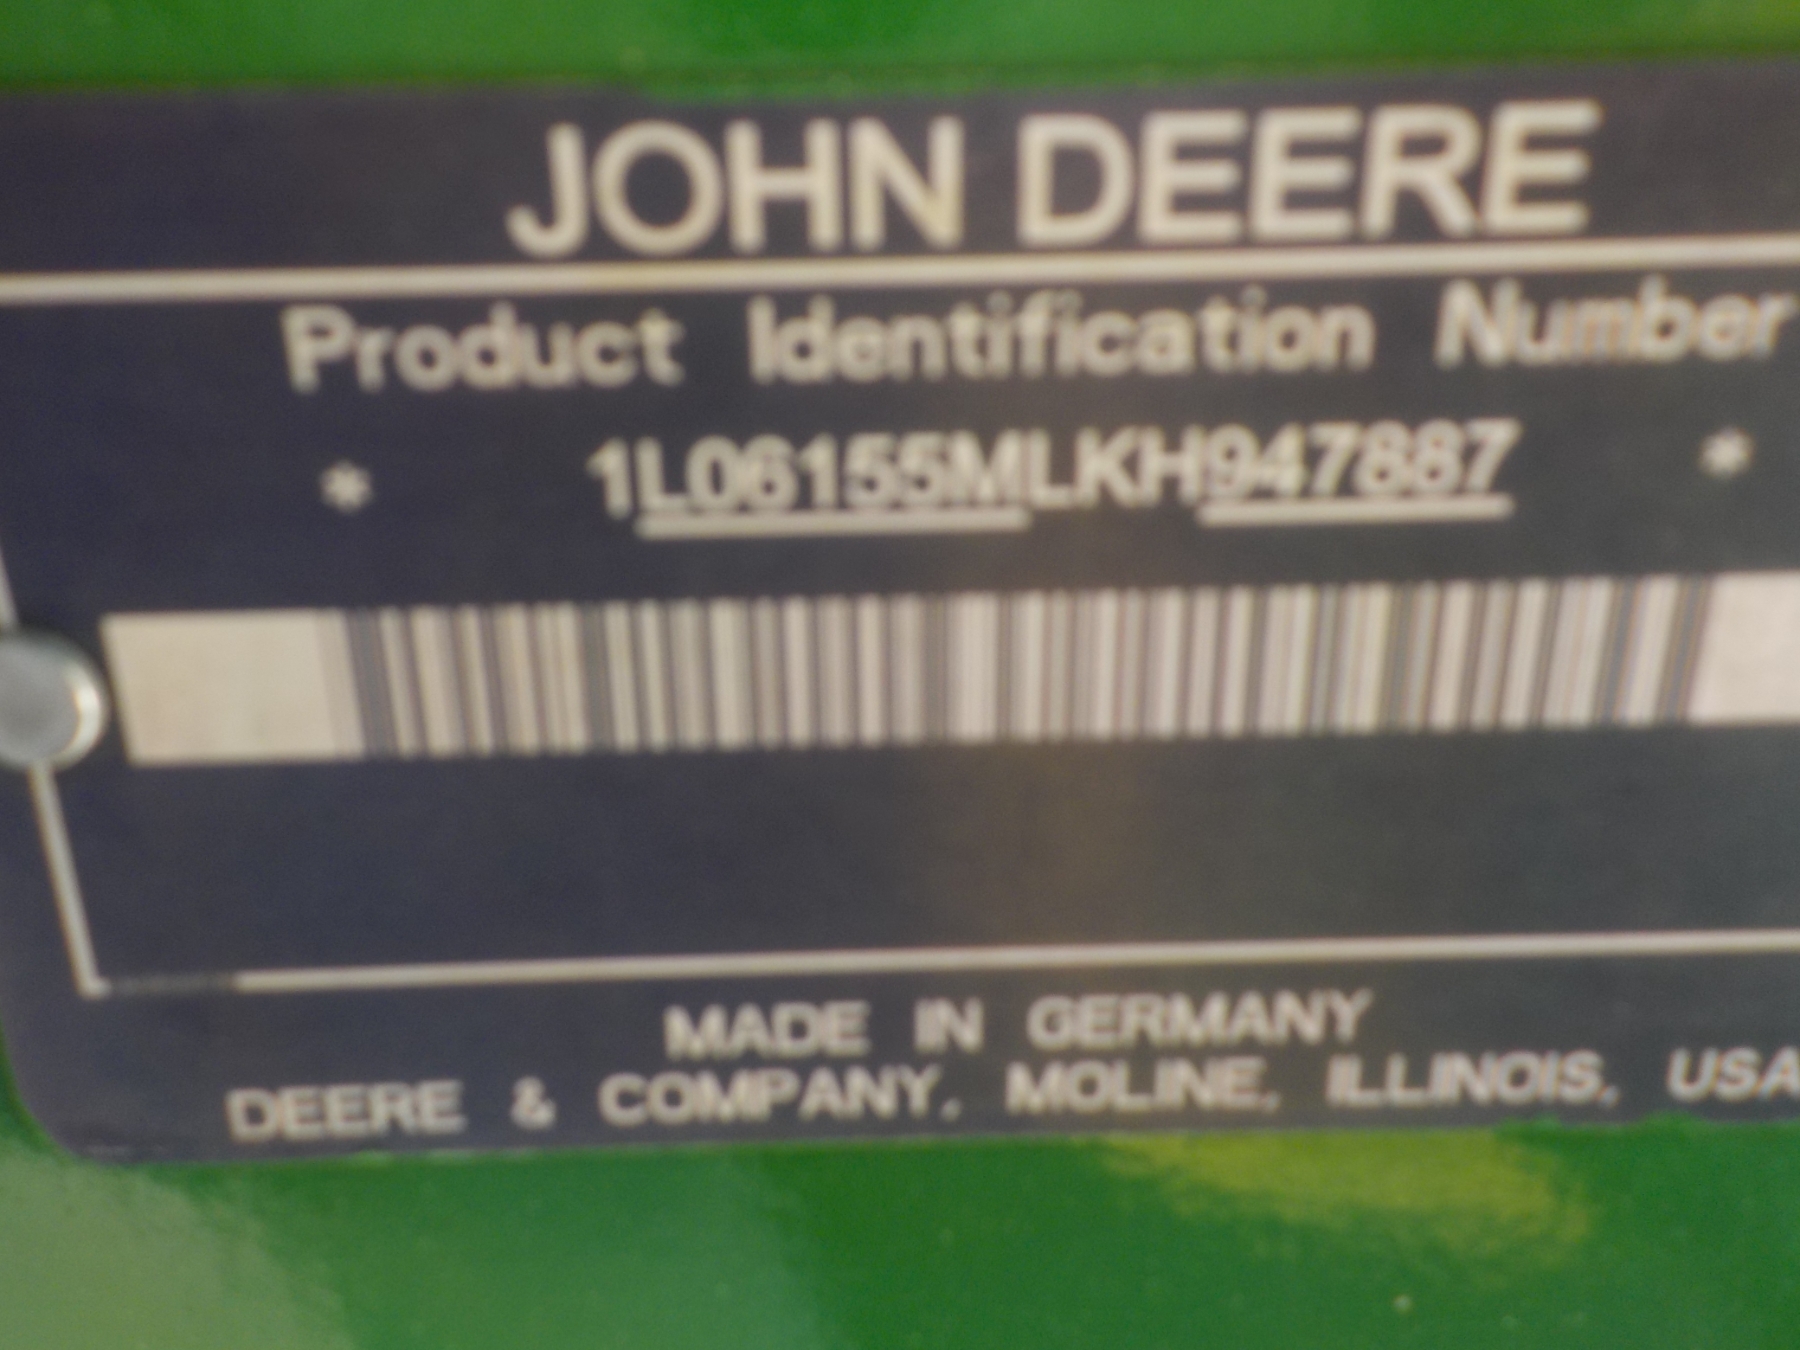 JOHN DEERE
Product Identification Number
* 1L06155MLKH947887 *
MADE IN GERMANY
DEERE & COMPANY, MOLINE, ILLINOIS, USA